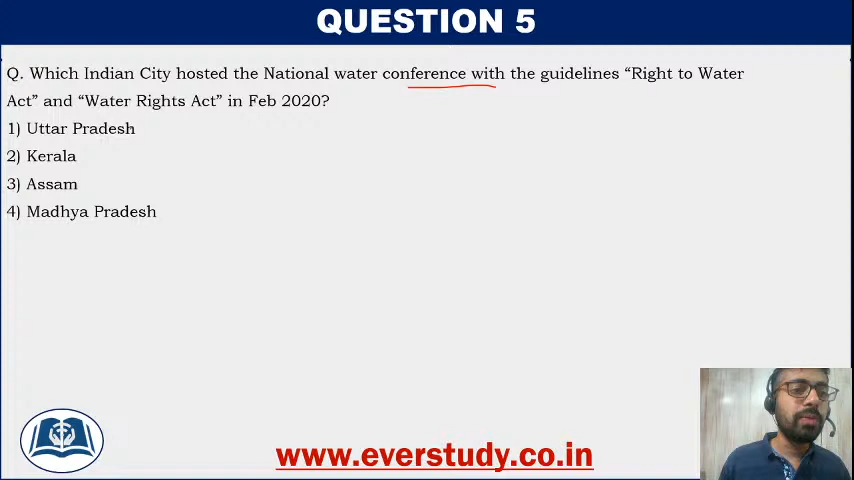 QUESTION 5
Q. Which Indian City hosted the National water conference with the guidelines “Right to Water
Act” and “Water Rights Act” in Feb 2020?
1) Uttar Pradesh
2) Kerala
3) Assam
4) Madhya Pradesh
www.everstudy.co.in